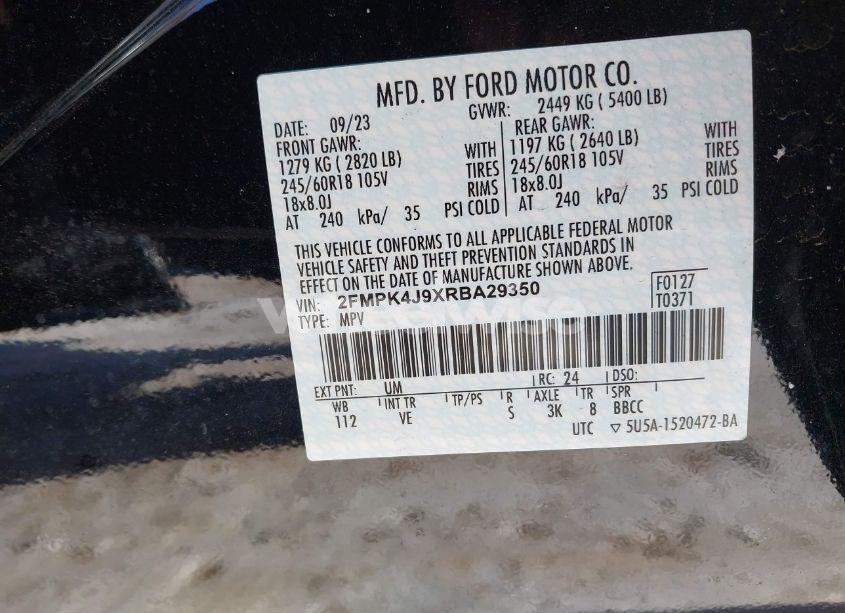 MFD. BY FORD MOTOR CO.
DATE: 09/23 GVWR: 2449 KG ( 5400 LB)
FRONT GAWR: REAR GAWR:
1279 KG ( 2820 LB) WITH 1197 KG ( 2640 LB) WITH
245/60R18 105V TIRES 245/60R18 105V TIRES
18x8.0J RIMS 18x8.0J RIMS
AT 240 kPa/ 35 PSI COLD AT 240 kPa/ 35 PSI COLD
THIS VEHICLE CONFORMS TO ALL APPLICABLE FEDERAL MOTOR
VEHICLE SAFETY AND THEFT PREVENTION STANDARDS IN
EFFECT ON THE DATE OF MANUFACTURE SHOWN ABOVE.
VIN: 2FMPK4J9XRBA29350 F0127
TYPE: MPV T0371
EXT PNT: UM RC: 24 DSO:
WB INT TR TP/PS R AXLE TR SPR
112 VE S 3K 8 BBCC
UTC ▽ 5U5A-1520472-BA